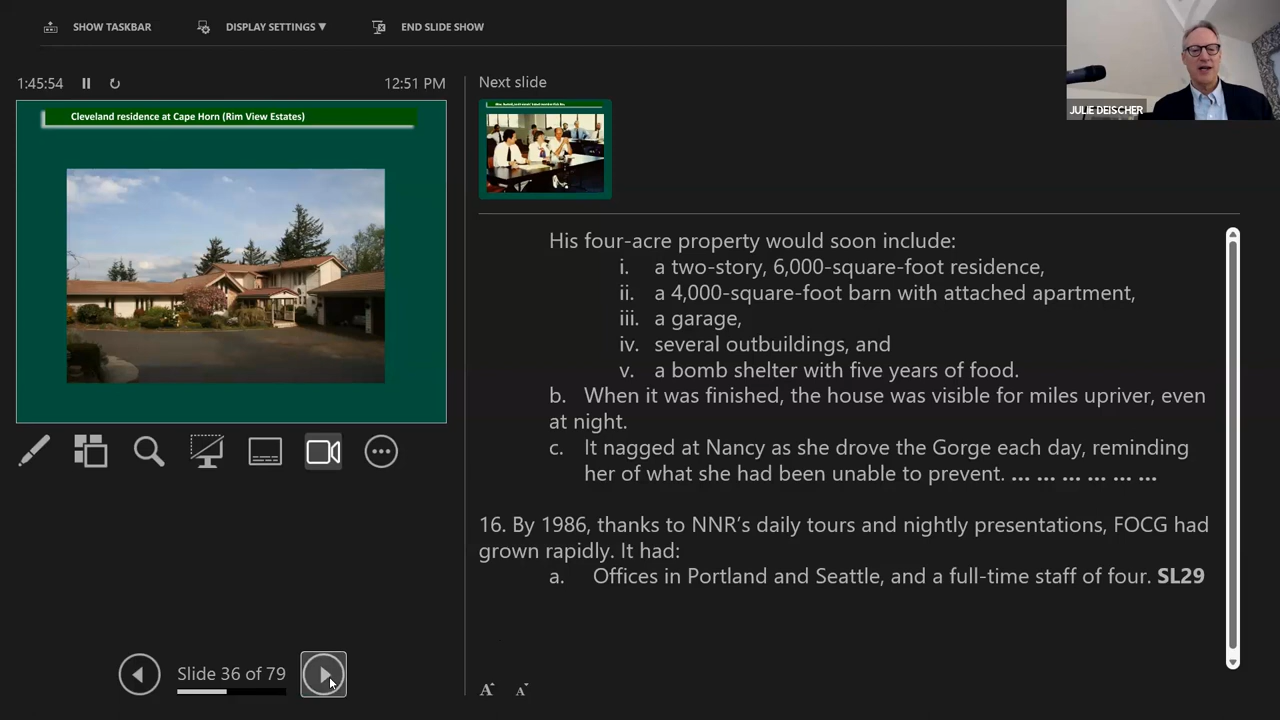 SHOW TASKBAR
DISPLAY SETTINGS ▼
END SLIDE SHOW
JULIE DEISCHER
1:45:54
12:51 PM
Next slide
Cleveland residence at Cape Horn (Rim View Estates)
His four-acre property would soon include:
i. a two-story, 6,000-square-foot residence,
ii. a 4,000-square-foot barn with attached apartment,
iii. a garage,
iv. several outbuildings, and
v. a bomb shelter with five years of food.
b. When it was finished, the house was visible for miles upriver, even
at night.
c. It nagged at Nancy as she drove the Gorge each day, reminding
her of what she had been unable to prevent. ... ... ... ... ... ...
16. By 1986, thanks to NNR’s daily tours and nightly presentations, FOCG had
grown rapidly. It had:
a. Offices in Portland and Seattle, and a full-time staff of four. SL29
Slide 36 of 79
A A